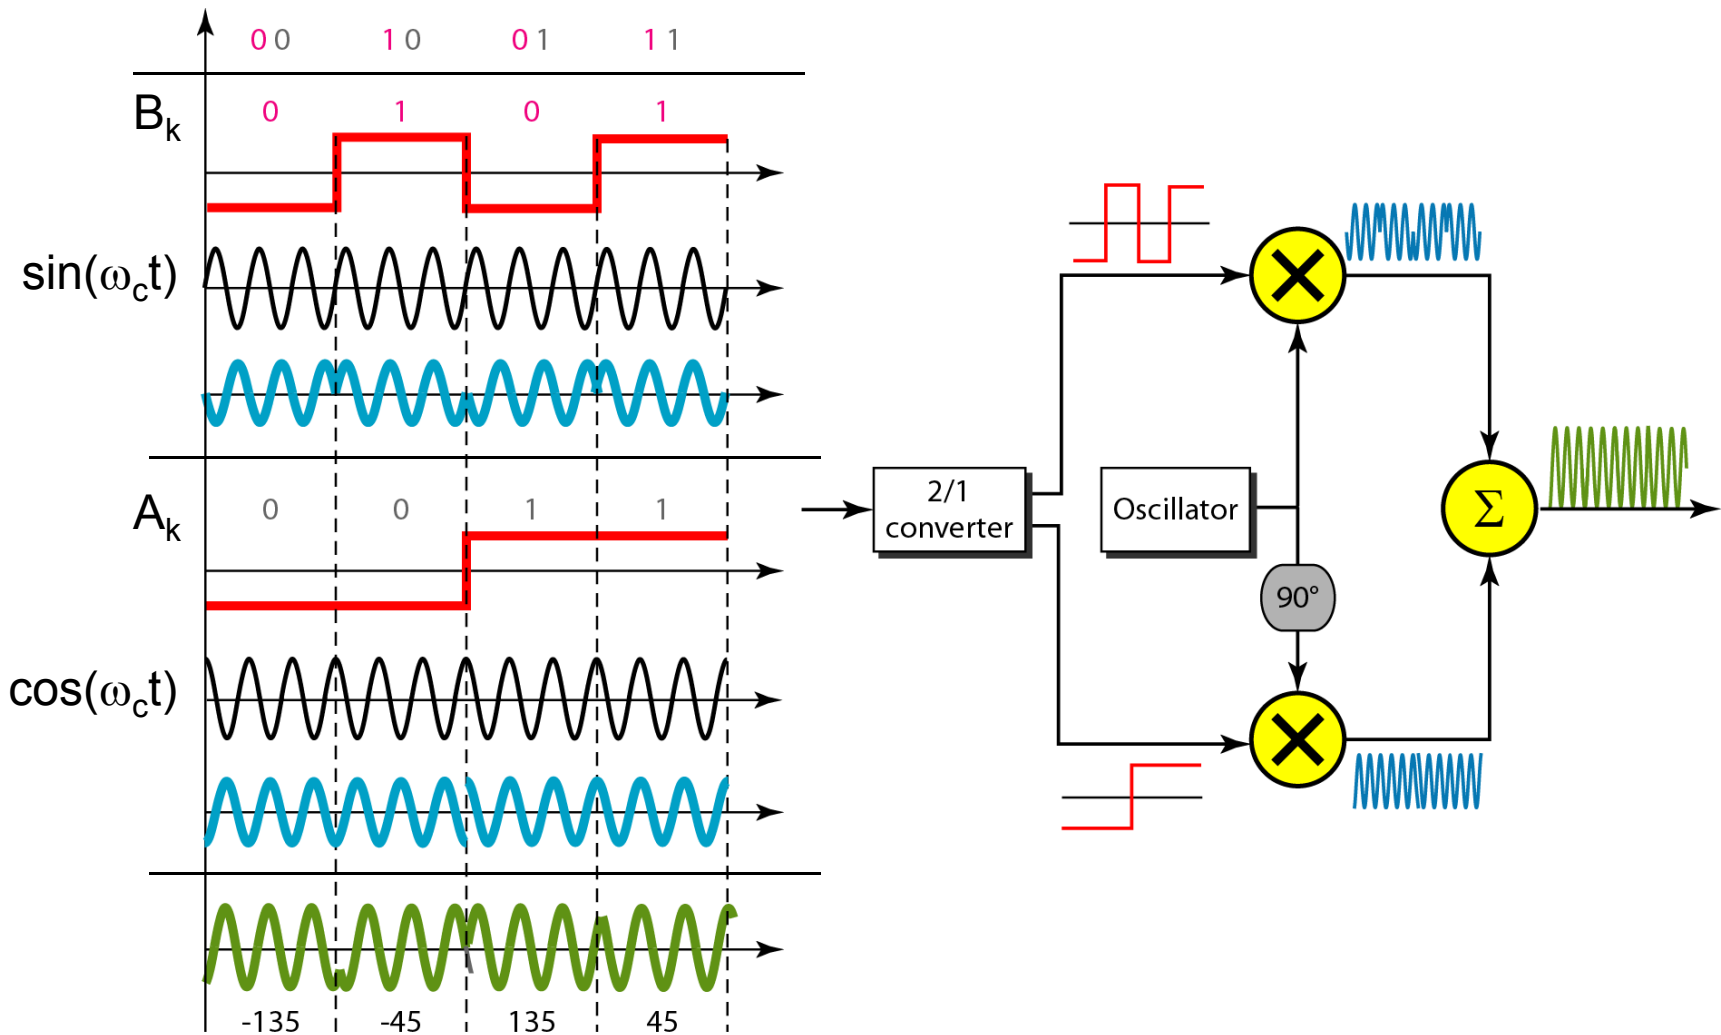 00 10 01 11
Bk 0 1 0 1
sin(ωct)
Ak 0 0 1 1
cos(ωct)
-135 -45 135 45
2/1
converter
Oscillator
90°
Σ